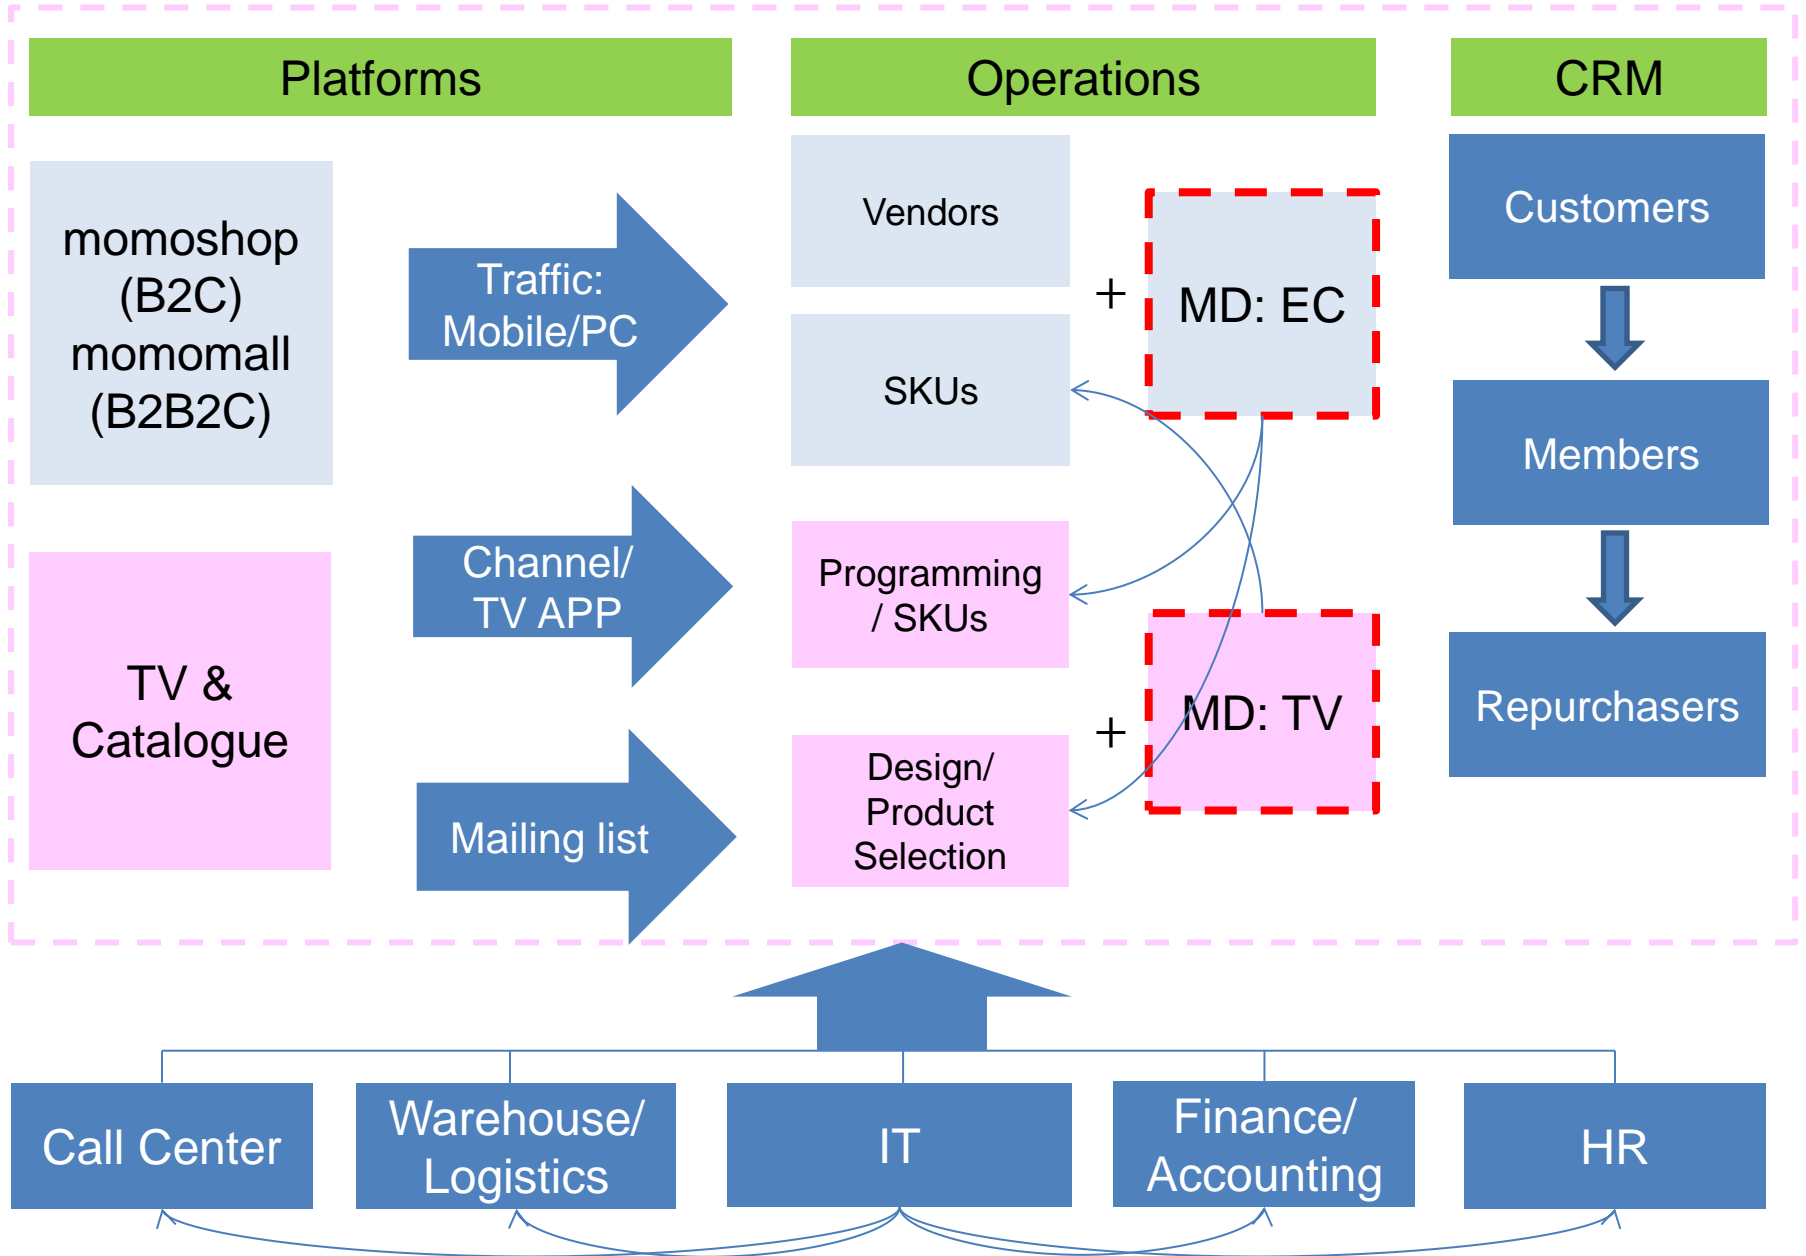 Platforms
Operations
CRM
momoshop
(B2C)
momomall
(B2B2C)
Traffic:
Mobile/PC
Vendors
SKUs
+
MD: EC
Customers
Members
Repurchasers
TV &
Catalogue
Channel/
TV APP
Mailing list
Programming
/ SKUs
Design/
Product
Selection
+
MD: TV
Call Center
Warehouse/
Logistics
IT
Finance/
Accounting
HR